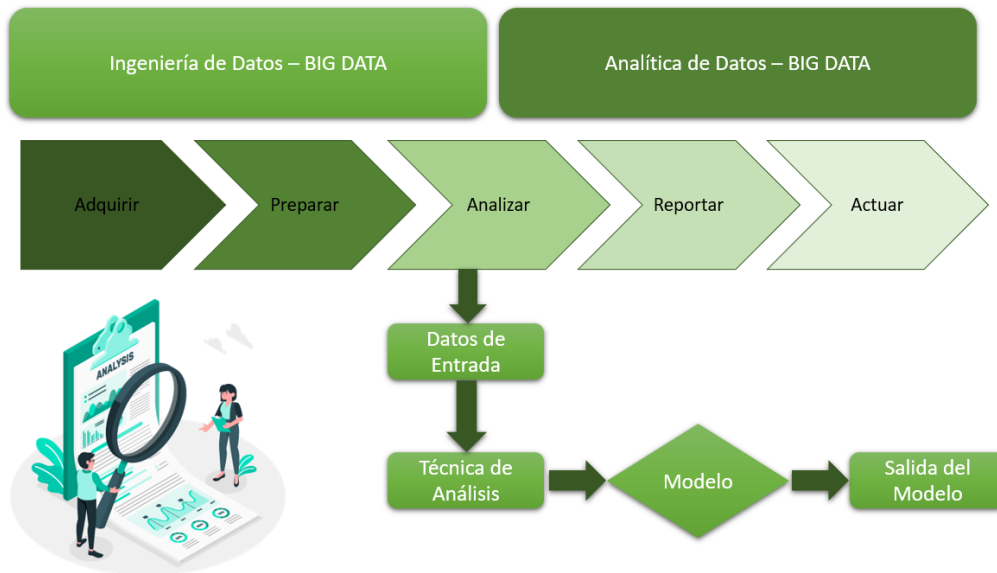 Ingeniería de Datos – BIG DATA
Analítica de Datos – BIG DATA
Adquirir
Preparar
Analizar
Reportar
Actuar
ANALYSIS
Datos de
Entrada
Técnica de
Análisis
Modelo
Salida del
Modelo